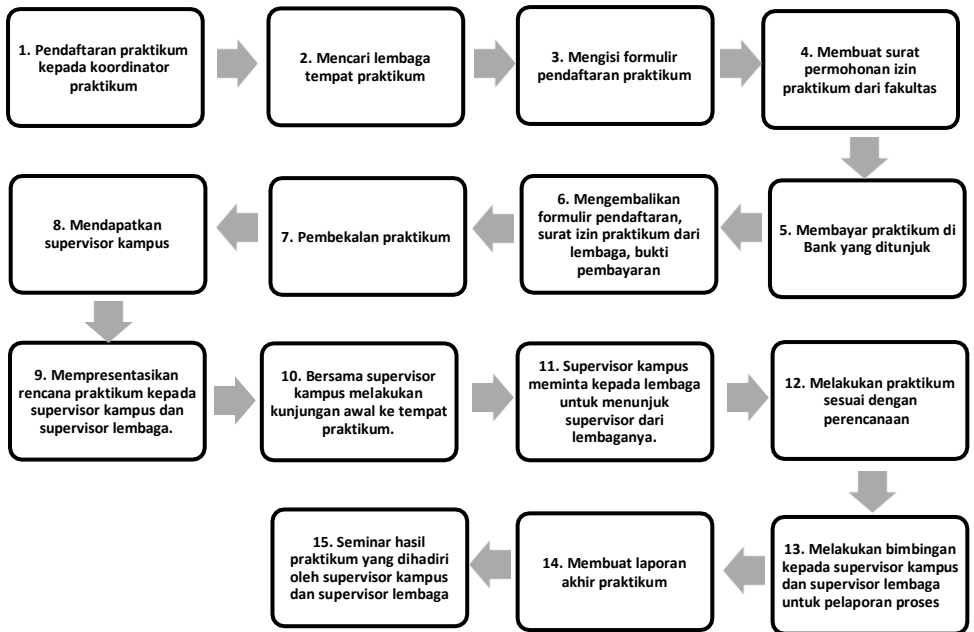 1. Pendaftaran praktikum
kepada koordinator
praktikum
2. Mencari lembaga
tempat praktikum
3. Mengisi formulir
pendaftaran praktikum
4. Membuat surat
permohonan izin
praktikum dari fakultas
5. Membayar praktikum di
Bank yang ditunjuk
6. Mengembalikan
formulir pendaftaran,
surat izin praktikum dari
lembaga, bukti
pembayaran
7. Pembekalan praktikum
8. Mendapatkan
supervisor kampus
9. Mempresentasikan
rencana praktikum kepada
supervisor kampus dan
supervisor lembaga.
10. Bersama supervisor
kampus melakukan
kunjungan awal ke tempat
praktikum.
11. Supervisor kampus
meminta kepada lembaga
untuk menunjuk
supervisor dari
lembaganya.
12. Melakukan praktikum
sesuai dengan
perencanaan
13. Melakukan bimbingan
kepada supervisor kampus
dan supervisor lembaga
untuk pelaporan proses
14. Membuat laporan
akhir praktikum
15. Seminar hasil
praktikum yang dihadiri
oleh supervisor kampus
dan supervisor lembaga